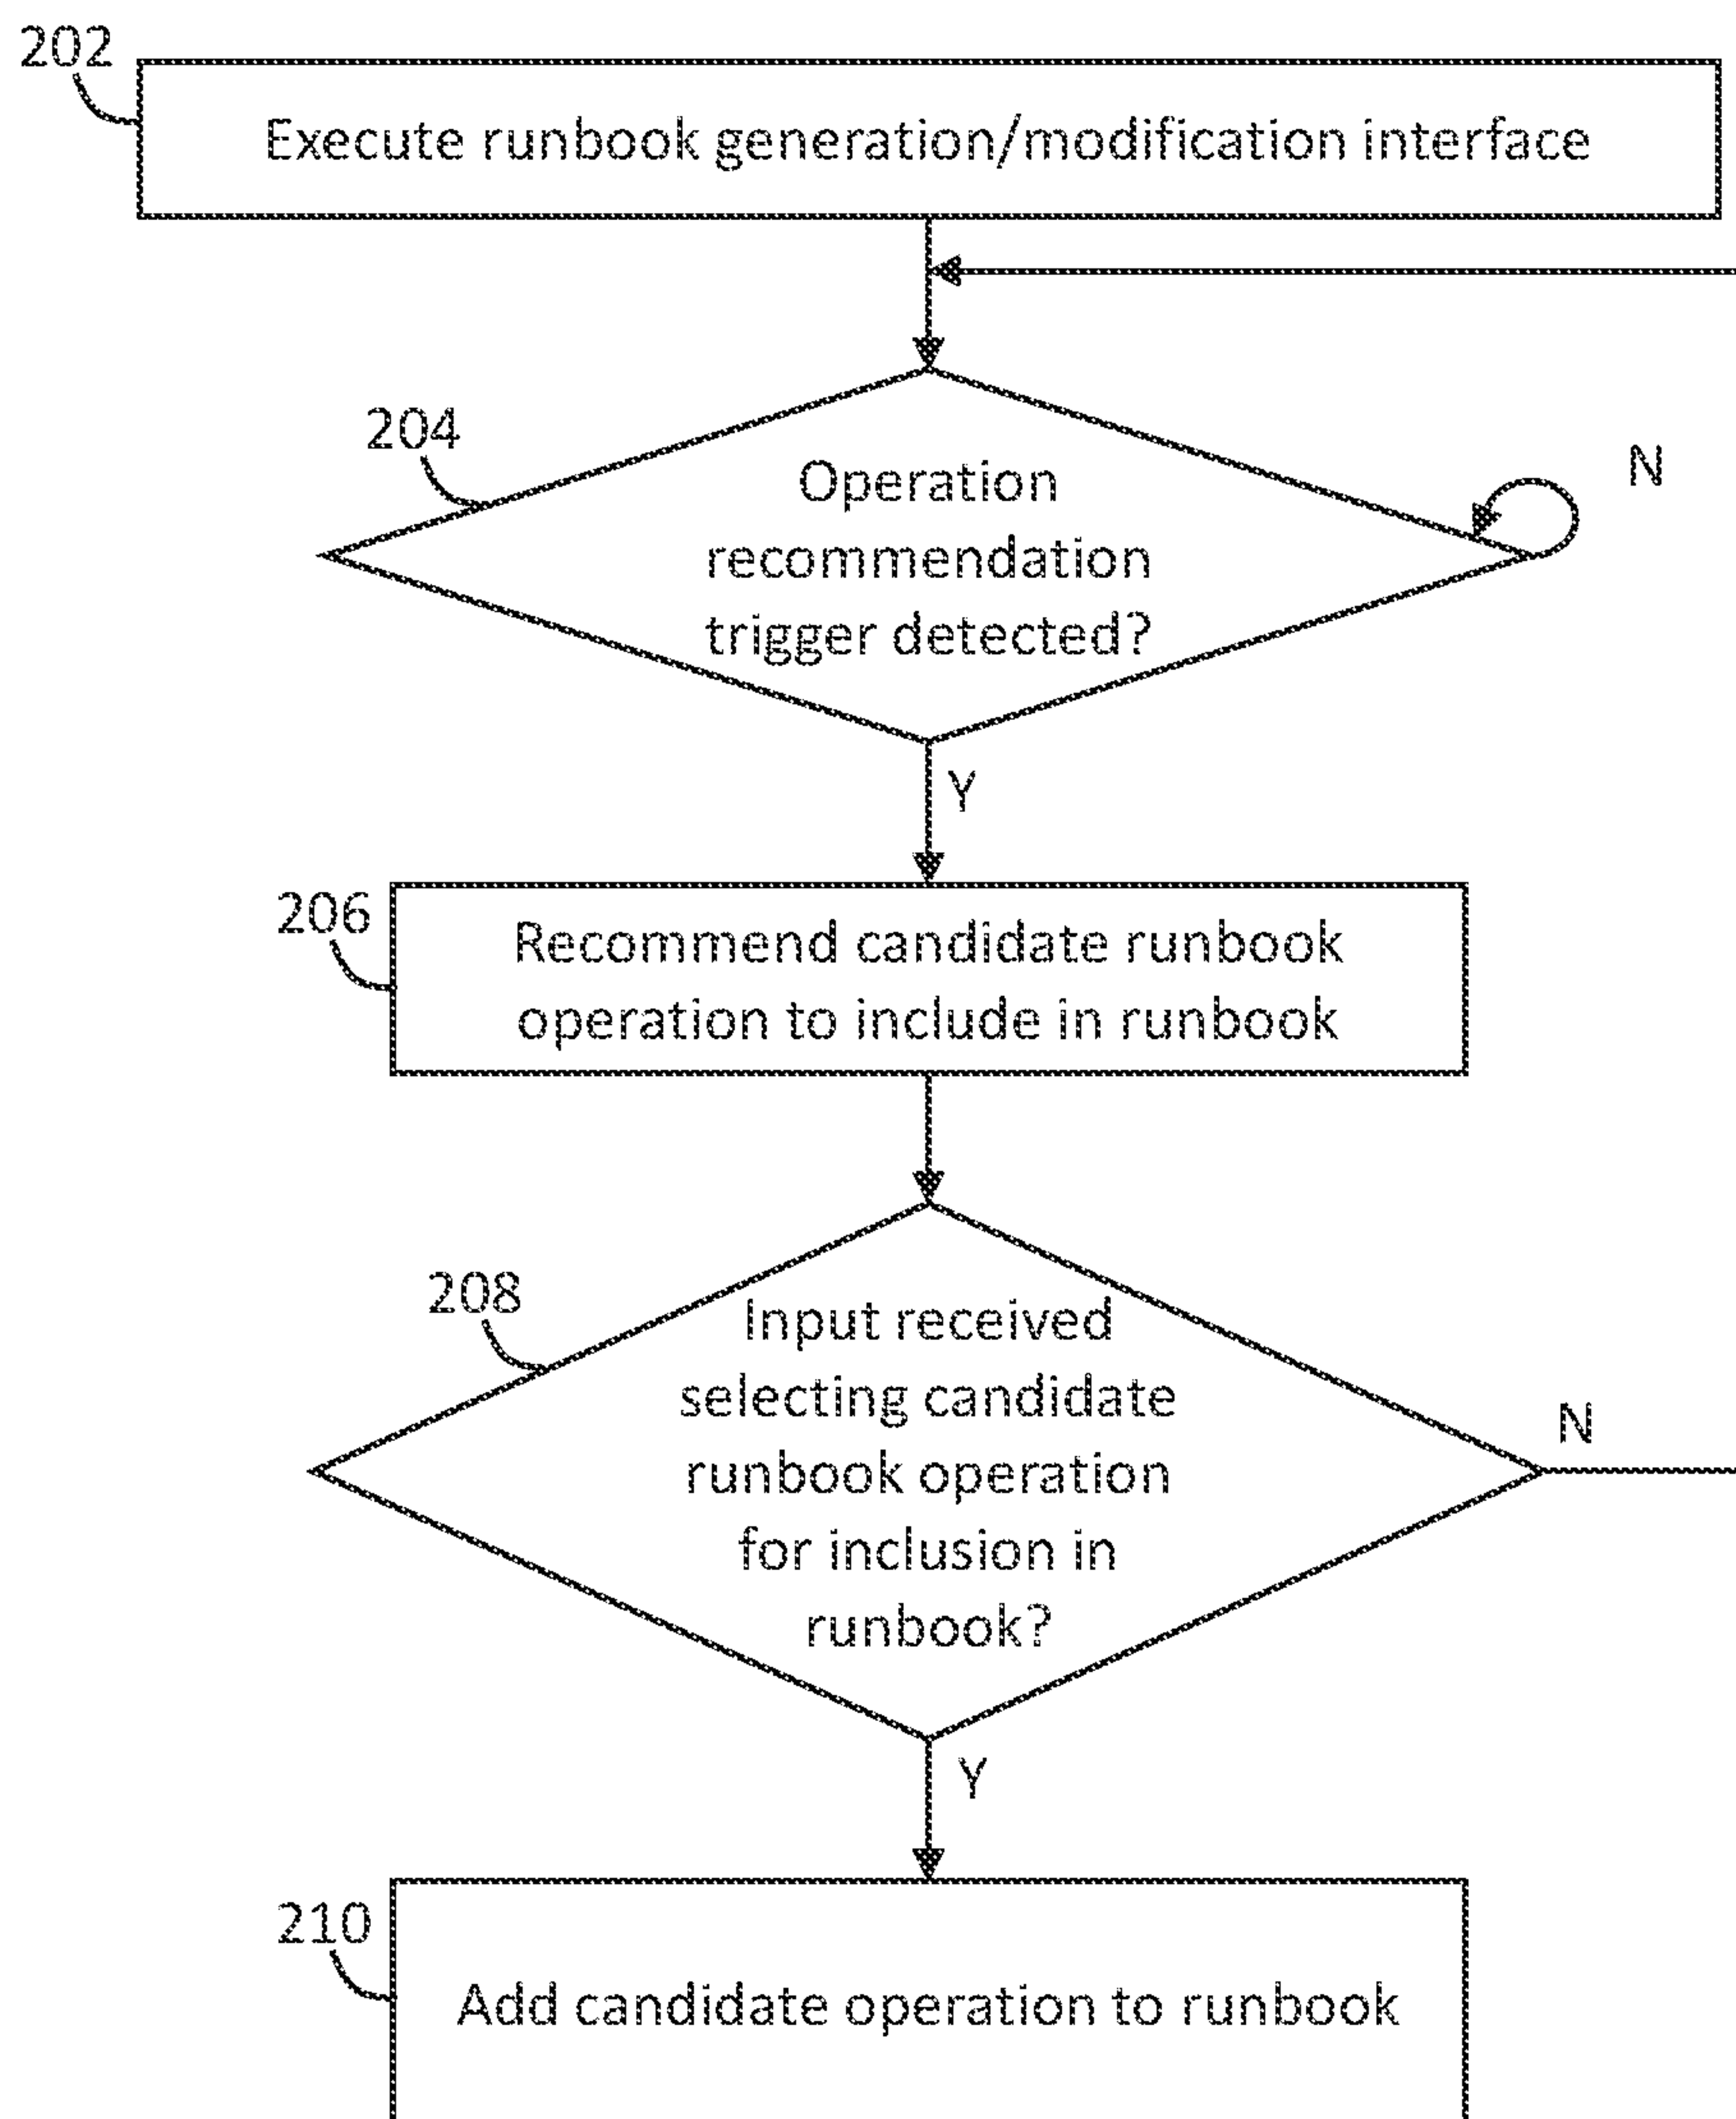 202
Execute runbook generation/modification interface
204
Operation
recommendation
trigger detected?
N
Y
206
Recommend candidate runbook
operation to include in runbook
208
Input received
selecting candidate
runbook operation
for inclusion in
runbook?
N
Y
210
Add candidate operation to runbook